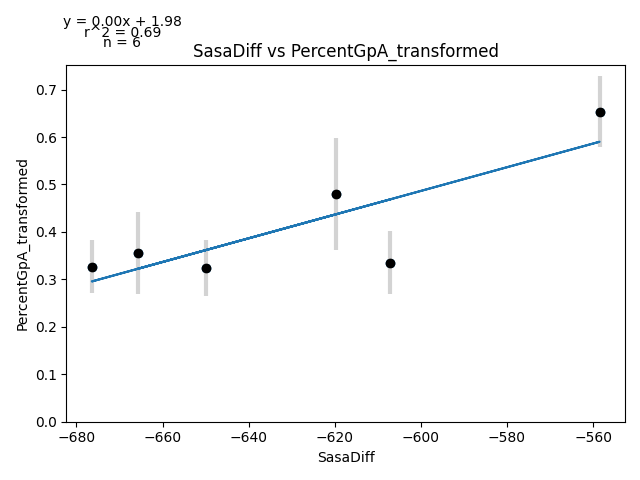 y = 0.00x + 1.98
r^2 = 0.69
n = 6
SasaDiff vs PercentGpA_transformed
PercentGpA_transformed
0.7
0.6
0.5
0.4
0.3
0.2
0.1
0.0
−680
−660
−640
−620
−600
−580
−560
SasaDiff